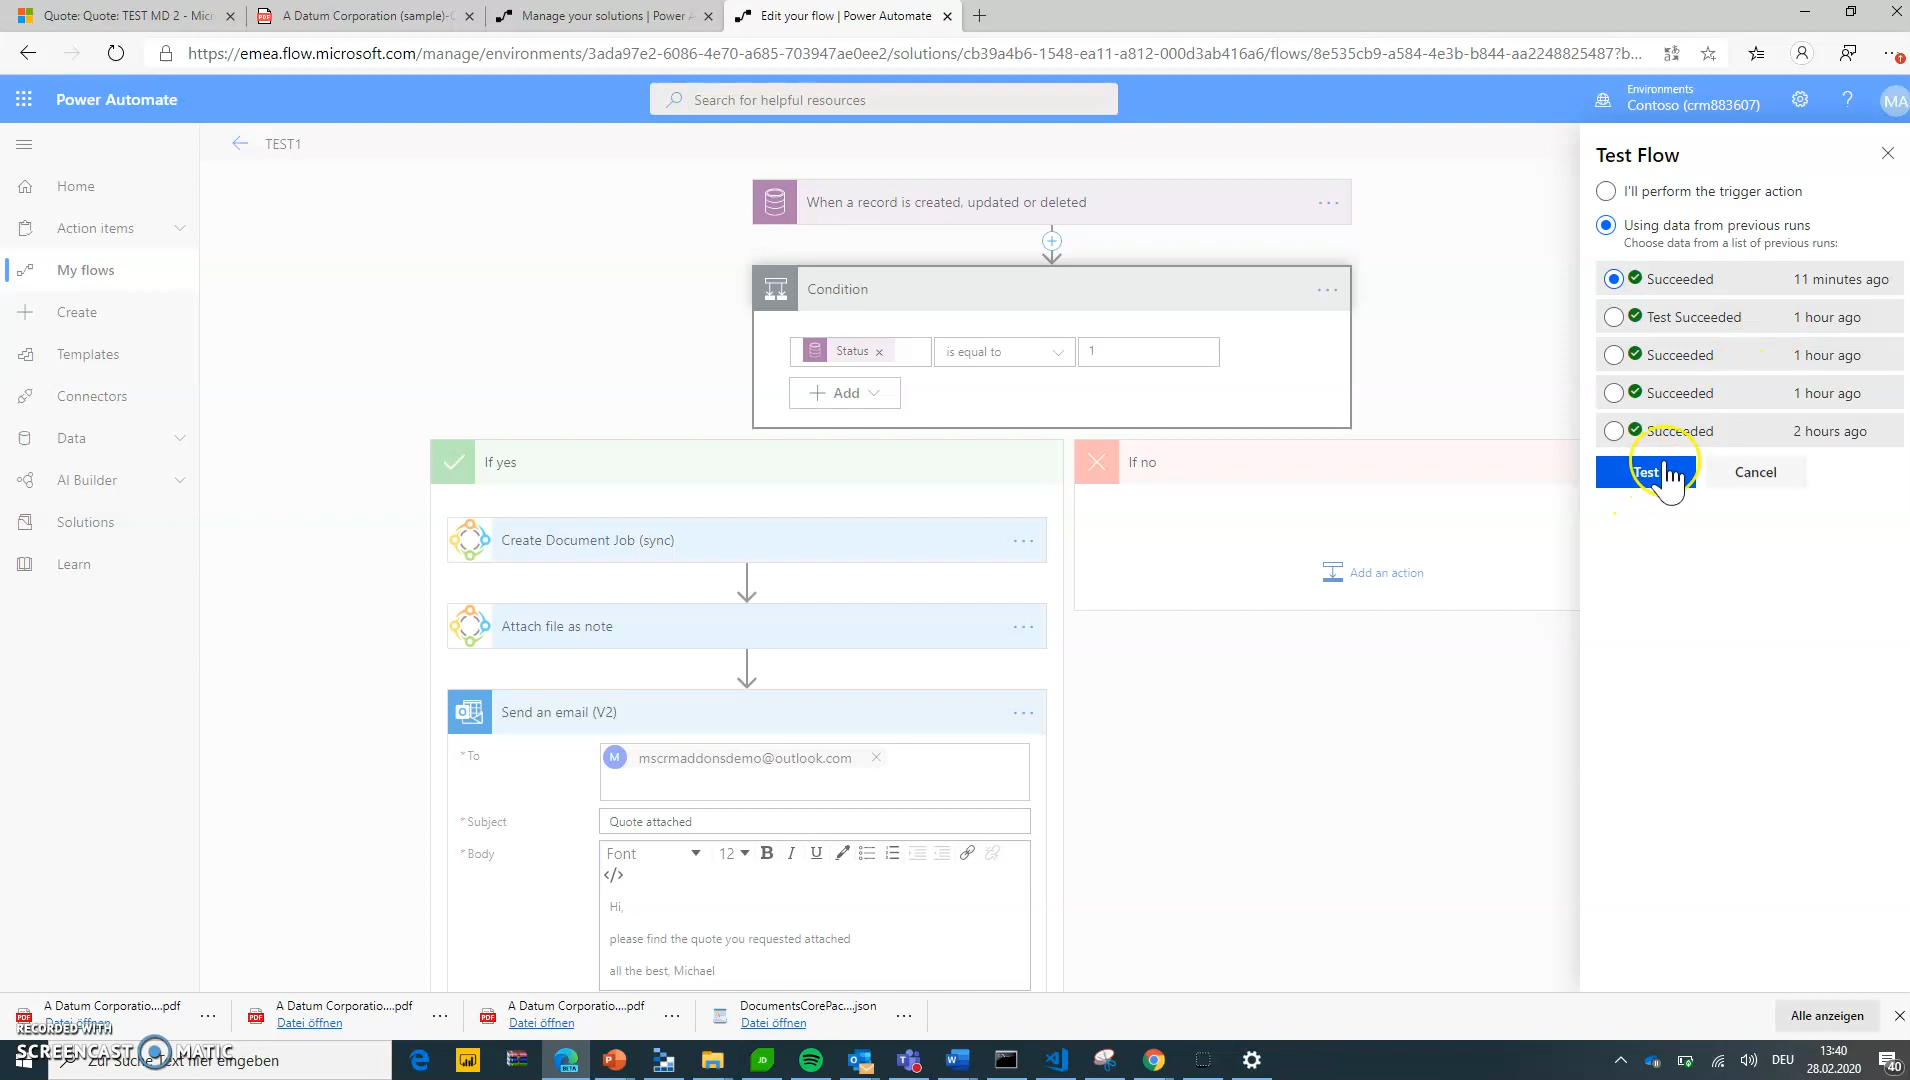 Quote: Quote: TEST MD 2 - Micr
A Datum Corporation (sample)-Q
Manage your solutions | Power A
Edit your flow | Power Automate
https://emea.flow.microsoft.com/manage/environments/3ada97e2-6086-4e70-a685-703947ae0ee2/solutions/cb39a4b6-1548-ea11-a812-000d3ab416a6/flows/8e535cb9-a584-4e3b-b844-aa2248825487?b...
Power Automate
Search for helpful resources
Environments
Contoso (crm883607)
?
MA
TEST1
Home
Action items
My flows
Create
Templates
Connectors
Data
AI Builder
Solutions
Learn
When a record is created, updated or deleted
Condition
Status
is equal to
1
Add
If yes
If no
Create Document Job (sync)
Attach file as note
Add an action
Send an email (V2)
* To
M
mscrmaddonsdemo@outlook.com
* Subject
Quote attached
* Body
Font
12
B I U
</>
Hi,
please find the quote you requested attached
all the best, Michael
Test Flow
I'll perform the trigger action
Using data from previous runs
Choose data from a list of previous runs:
Succeeded 11 minutes ago
Test Succeeded 1 hour ago
Succeeded 1 hour ago
Succeeded 1 hour ago
Succeeded 2 hours ago
Test
Cancel
A Datum Corporatio....pdf
Datei öffnen
A Datum Corporatio....pdf
Datei öffnen
A Datum Corporatio....pdf
Datei öffnen
DocumentsCorePac....json
Datei öffnen
Alle anzeigen
RECORDED WITH
SCREENCAST MATIC
Zur Suche Text hier eingeben
DEU
13:40
28.02.2020
40